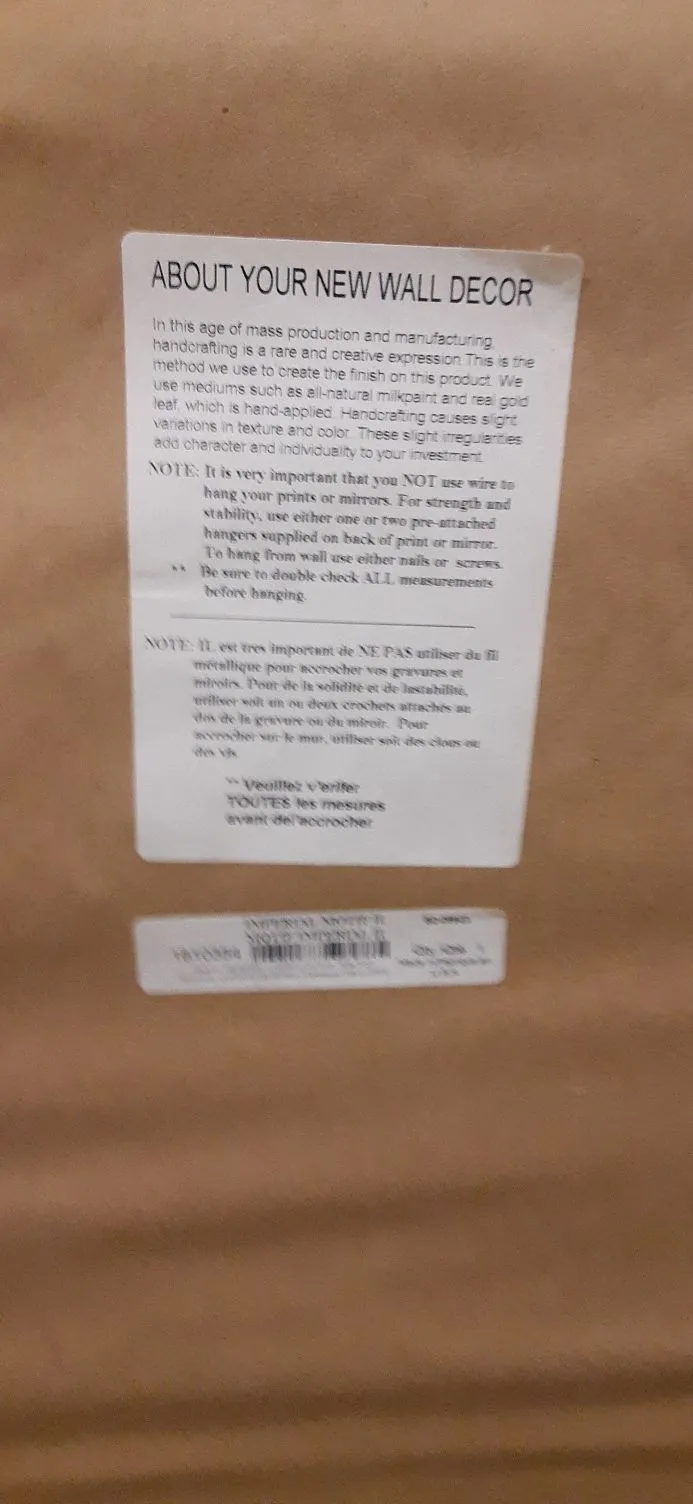 ABOUT YOUR NEW WALL DECOR
In this age of mass production and manufacturing,
handcrafting is a rare and creative expression. This is the
method we use to create the finish on this product. We
use mediums such as all-natural milkpaint and real gold
leaf, which is hand-applied. Handcrafting causes slight
variations in texture and color. These slight irregularities
add character and individuality to your investment.
NOTE: It is very important that you NOT use wire to
hang your prints or mirrors. For strength and
stability, use either one or two pre-attached
hangers supplied on back of print or mirror.
To hang from wall use either nails or screws.
** Be sure to double check ALL measurements
before hanging.
NOTE: IL est tres important de NE PAS utiliser du fil
métallique pour accrocher vos gravures et
miroirs. Pour de la solidité et de lastabilité,
utiliser soit un ou deux crochets attachés au
dos de la gravure ou du miroir. Pour
accrocher sur le mur, utiliser soit des clous ou
des vis
** Veuillez v'erifer
TOUTES les mesures
avant del'accrocher
IMPERIAL MOTIF II
MOTIF IMPERIAL II